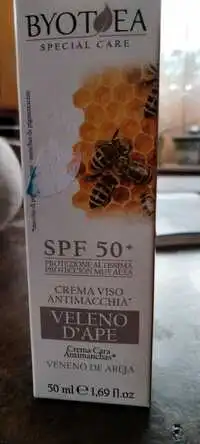 BYOTEA
SPECIAL CARE
SPF 50+
PROTEZIONE ALTISSIMA
PROTECCION MUY ALTA
CREMA VISO
ANTIMACCHIA*
VELENO
D'APE
Crema Cara
Antimanchas*
VENENO DE ABEJA
50 ml e 1,69 fl.oz